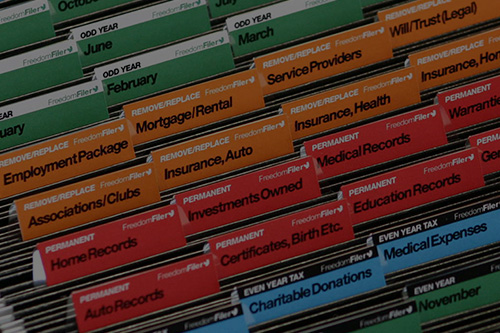 October
ODD YEAR
June
FreedomFiler
ODD YEAR
March
REMOVE/REPLACE
Will/Trust (Legal)
ODD YEAR
February
FreedomFiler
REMOVE/REPLACE
Service Providers
REMOVE/REPLACE
Insurance,
uary
FreedomFiler
REMOVE/REPLACE
Mortgage/Rental
REMOVE/REPLACE
Insurance, Health
PERMANENT
REMOVE/REPLACE FreedomFiler
Employment Package
REMOVE/REPLACE FreedomFiler
Insurance, Auto
PERMANENT FreedomFiler
Medical Records
REMOVE/REPLACE
Associations/Clubs
PERMANENT FreedomFiler
Investments Owned
PERMANENT FreedomFiler
Education Records
PERMANENT FreedomFiler
Home Records
PERMANENT FreedomFiler
Certificates, Birth Etc.
EVEN YEAR TAX
Medical Expenses
FreedomFiler
PERMANENT FreedomFiler
Auto Records
EVEN YEAR TAX
Charitable Donations
FreedomFiler
EVEN YEAR
November
FreedomFiler